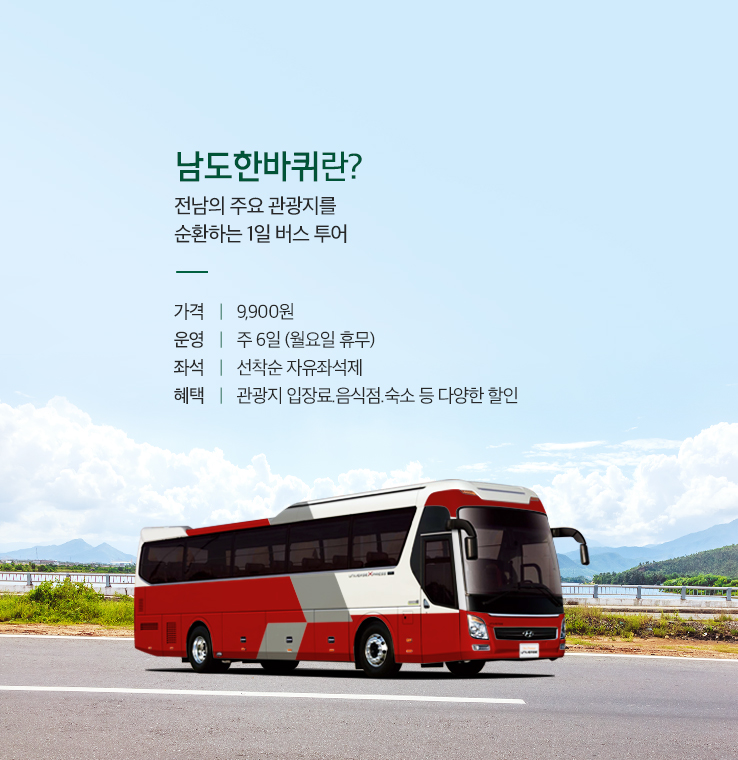 남도한바퀴란?
전남의 주요 관광지를
순환하는 1일 버스 투어
가격 | 9,900원
운영 | 주 6일 (월요일 휴무)
좌석 | 선착순 자유좌석제
혜택 | 관광지 입장료.음식점.숙소 등 다양한 할인